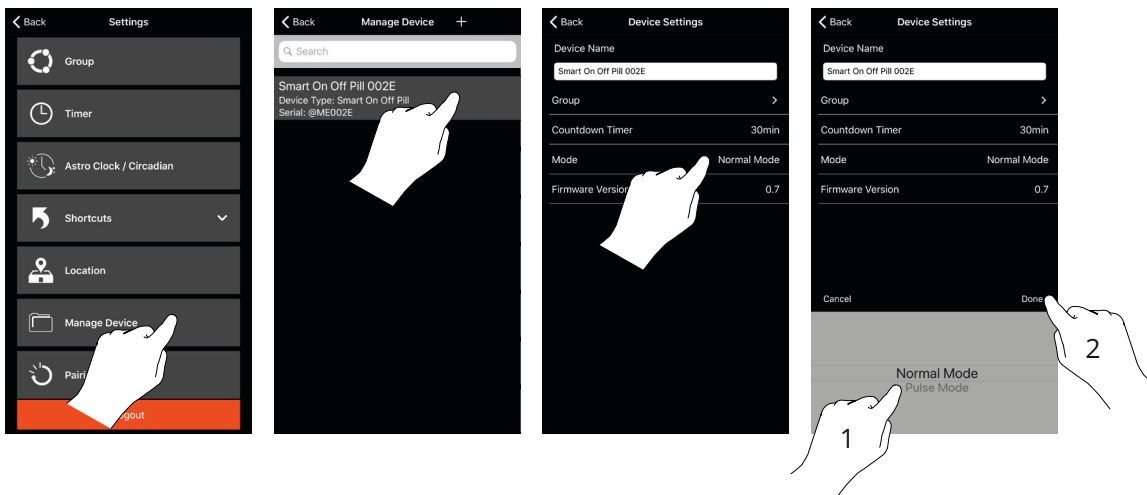 Back Settings
Group
Timer
Astro Clock / Circadian
Shortcuts
Location
Manage Device
Back Manage Device +
Search
Smart On Off Pill 002E
Device Type: Smart On Off Pill
Serial: @ME002E
Back Device Settings
Device Name
Smart On Off Pill 002E
Group
Countdown Timer 30min
Mode Normal Mode
Firmware Version 0.7
Back Device Settings
Device Name
Smart On Off Pill 002E
Group
Countdown Timer 30min
Mode Normal Mode
Firmware Version 0.7
Cancel Done
Normal Mode
Pulse Mode
1
2